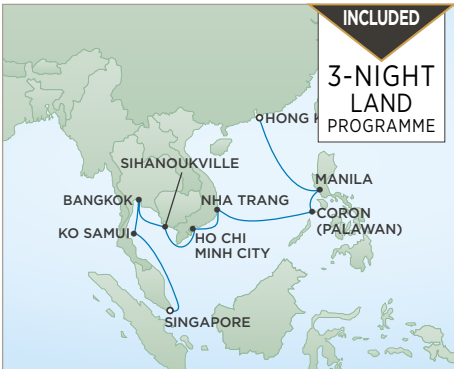 INCLUDED
3-NIGHT
LAND
PROGRAMME
HONG
SIHANOUKVILLE
MANILA
BANGKOK
NHA TRANG
CORON
(PALAWAN)
KO SAMUI
HO CHI
MINH CITY
SINGAPORE